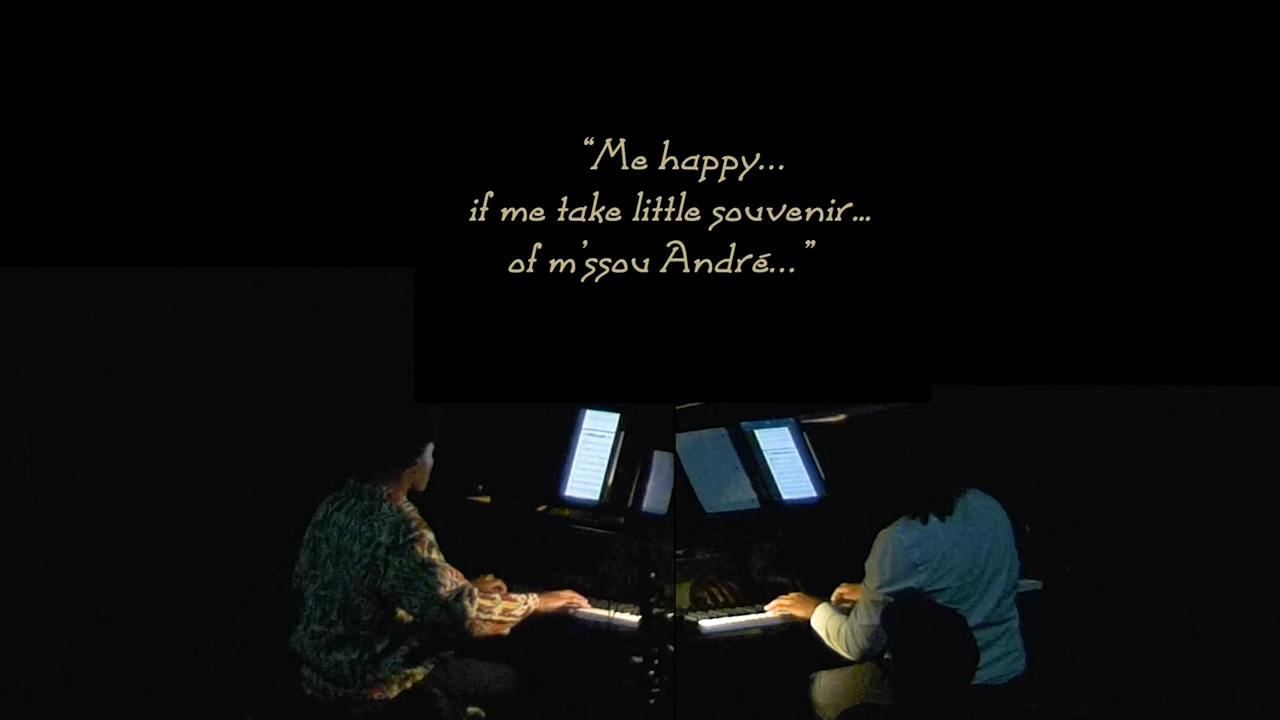 “Me happy...
if me take little souvenir...
of m’ssou André...”